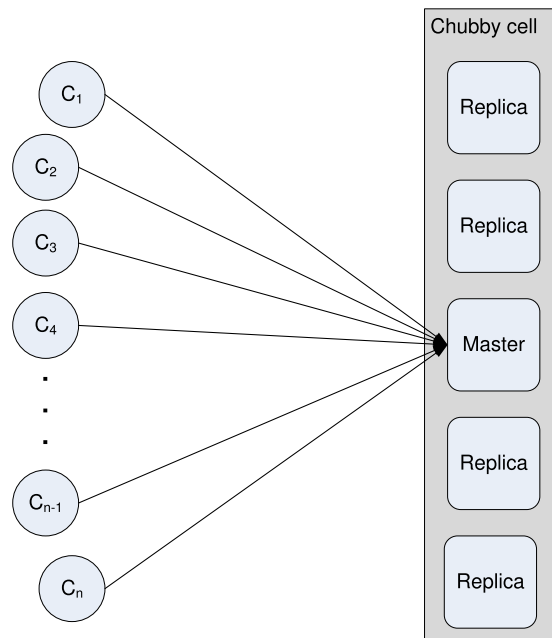 Chubby cell
C1
Replica
C2
Replica
C3
C4
Master
.
.
.
Replica
Cn-1
Replica
Cn